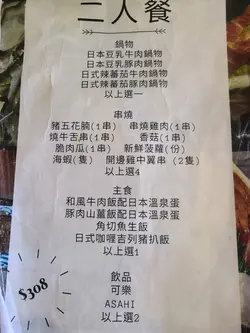 二人餐
鍋物
日本豆乳牛肉鍋物
日本豆乳豚肉鍋物
日式辣蕃茄牛肉鍋物
日式辣蕃茄豚肉鍋物
以上選一
串燒
豬五花腩(1串) 串燒雞肉(1串)
燒牛舌串(1串) 香菇(1串)
脆肉瓜(1串) 新鮮菠蘿(份)
海蝦(隻) 開邊雞中翼串 (2隻)
以上選4
主食
和風牛肉飯配日本溫泉蛋
豚肉山薑飯配日本溫泉蛋
角切魚生飯
日式咖喱吉列豬扒飯
以上選1
$308
飲品
可樂
ASAHI
以上選2